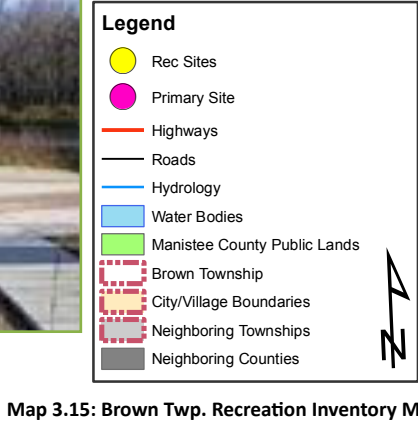 Legend
Rec Sites
Primary Site
Highways
Roads
Hydrology
Water Bodies
Manistee County Public Lands
Brown Township
City/Village Boundaries
Neighboring Townships
Neighboring Counties
N
Map 3.15: Brown Twp. Recreation Inventory M